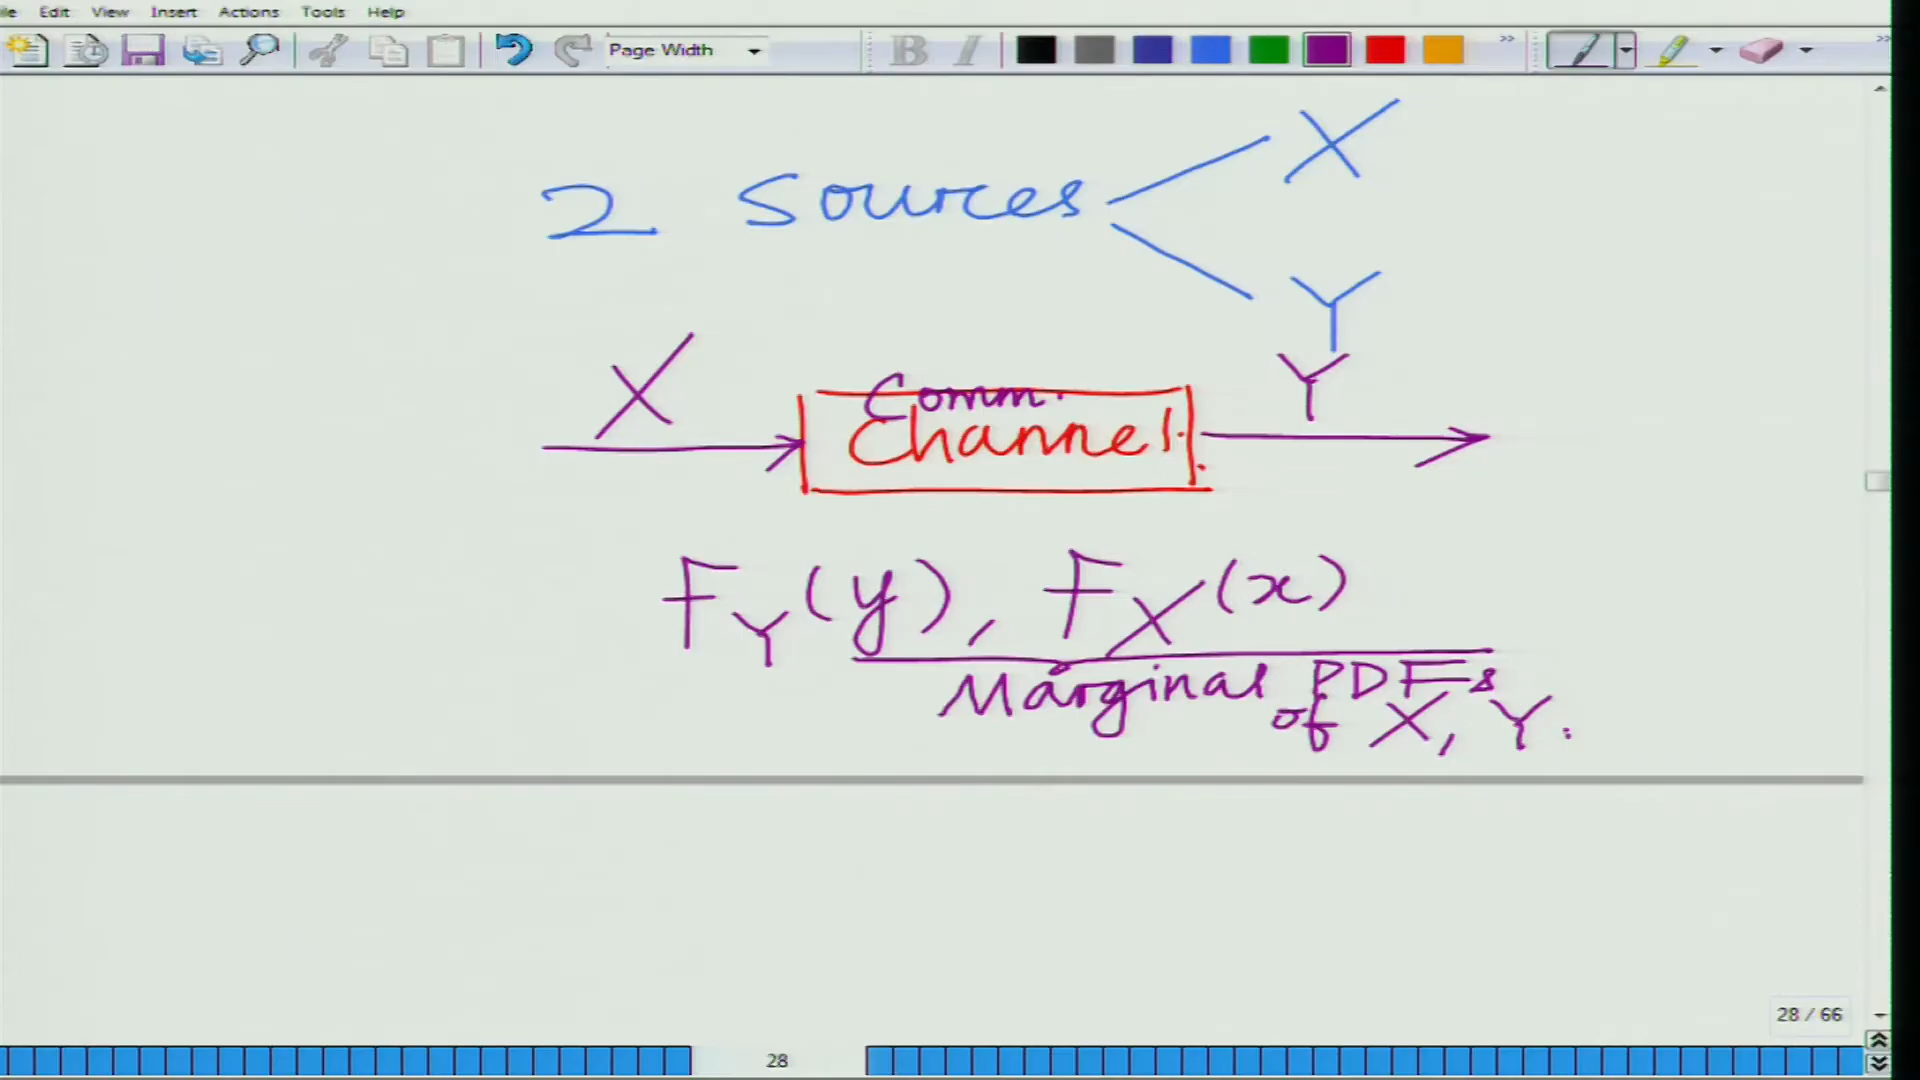 le Edit View Insert Actions Tools Help
Page Width
B I
2 Sources
X
Y
X
Comm.
Channel.
Y
F_Y(y), F_X(x)
Marginal PDFs
of X, Y.
28 / 66
28